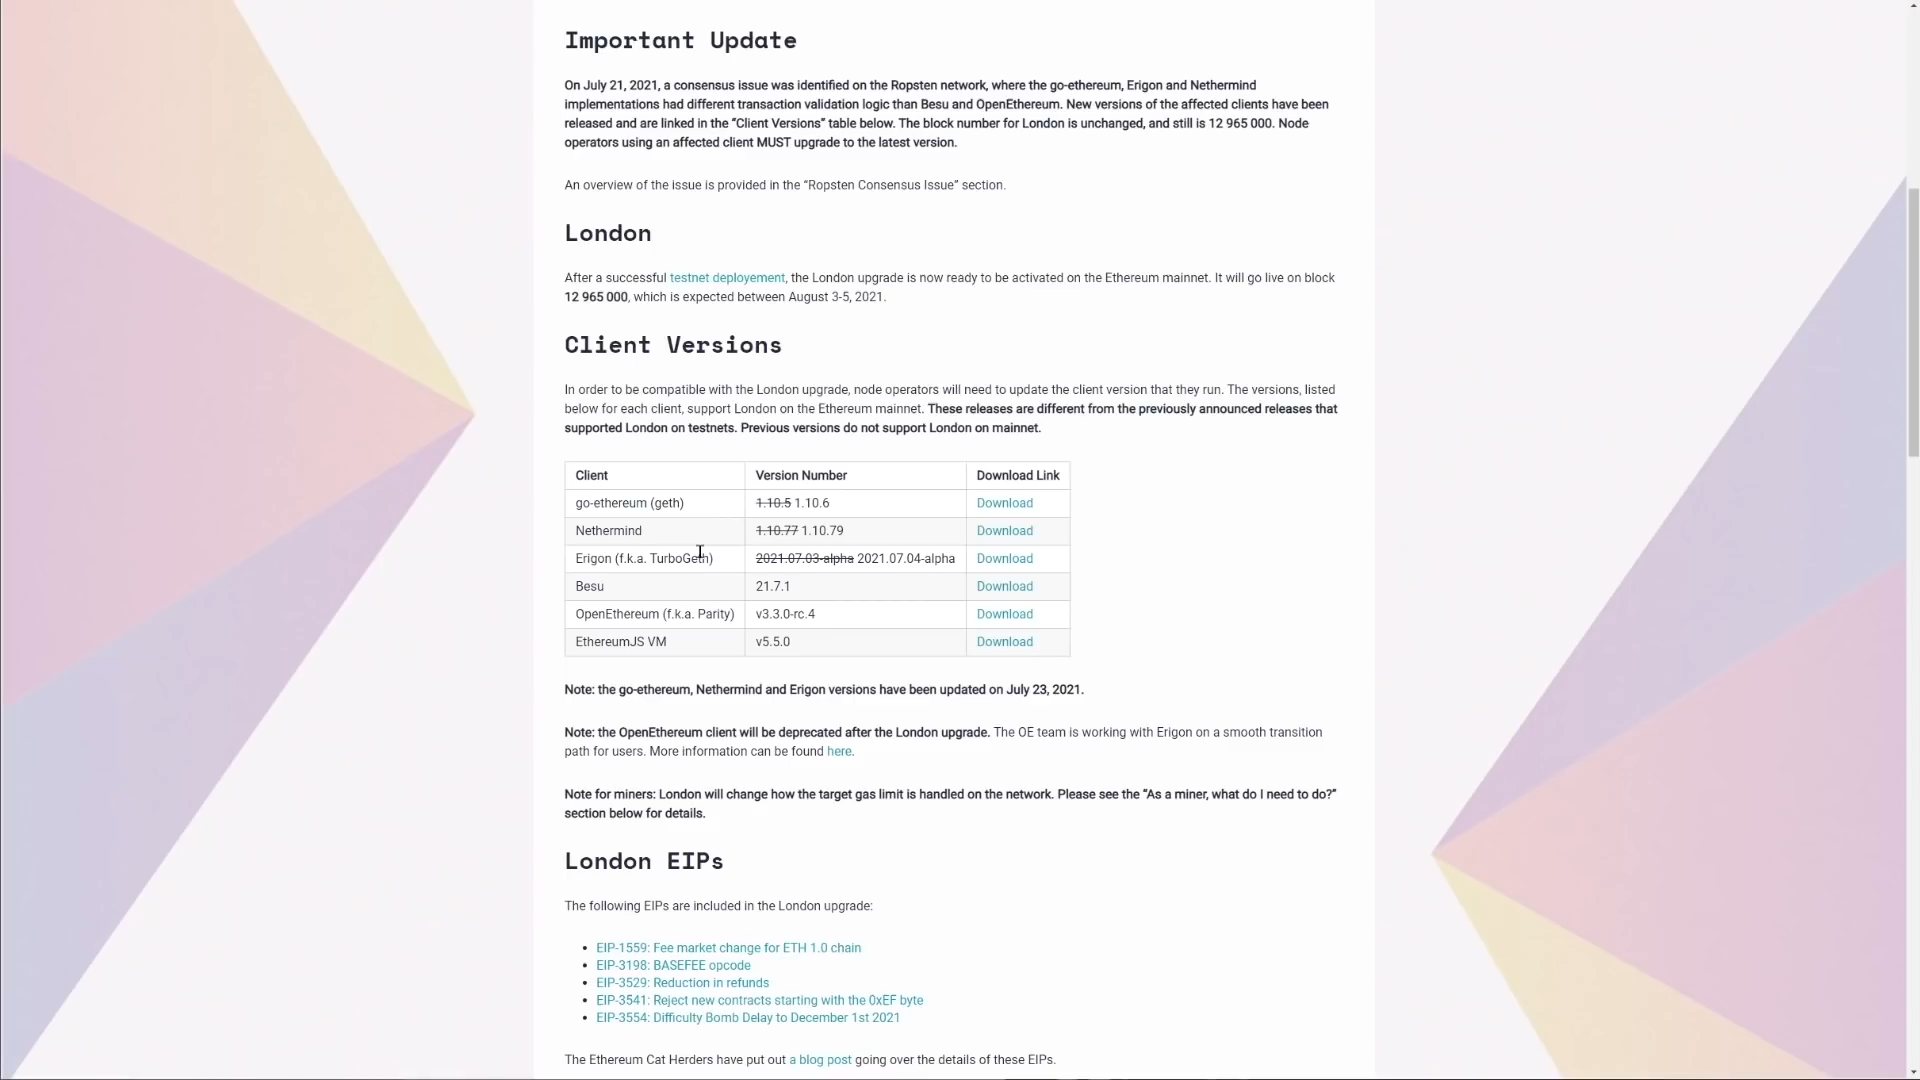 Important Update
On July 21, 2021, a consensus issue was identified on the Ropsten network, where the go-ethereum, Erigon and Nethermind
implementations had different transaction validation logic than Besu and OpenEthereum. New versions of the affected clients have been
released and are linked in the “Client Versions” table below. The block number for London is unchanged, and still is 12 965 000. Node
operators using an affected client MUST upgrade to the latest version.
An overview of the issue is provided in the “Ropsten Consensus Issue” section.
London
After a successful testnet deployement, the London upgrade is now ready to be activated on the Ethereum mainnet. It will go live on block
12 965 000, which is expected between August 3-5, 2021.
Client Versions
In order to be compatible with the London upgrade, node operators will need to update the client version that they run. The versions, listed
below for each client, support London on the Ethereum mainnet. These releases are different from the previously announced releases that
supported London on testnets. Previous versions do not support London on mainnet.
Client Version Number Download Link
go-ethereum (geth) 1.10.5 1.10.6 Download
Nethermind 1.10.77 1.10.79 Download
Erigon (f.k.a. TurboGeth) 2021.07.03-alpha 2021.07.04-alpha Download
Besu 21.7.1 Download
OpenEthereum (f.k.a. Parity) v3.3.0-rc.4 Download
EthereumJS VM v5.5.0 Download
Note: the go-ethereum, Nethermind and Erigon versions have been updated on July 23, 2021.
Note: the OpenEthereum client will be deprecated after the London upgrade. The OE team is working with Erigon on a smooth transition
path for users. More information can be found here.
Note for miners: London will change how the target gas limit is handled on the network. Please see the “As a miner, what do I need to do?”
section below for details.
London EIPs
The following EIPs are included in the London upgrade:
• EIP-1559: Fee market change for ETH 1.0 chain
• EIP-3198: BASEFEE opcode
• EIP-3529: Reduction in refunds
• EIP-3541: Reject new contracts starting with the 0xEF byte
• EIP-3554: Difficulty Bomb Delay to December 1st 2021
The Ethereum Cat Herders have put out a blog post going over the details of these EIPs.